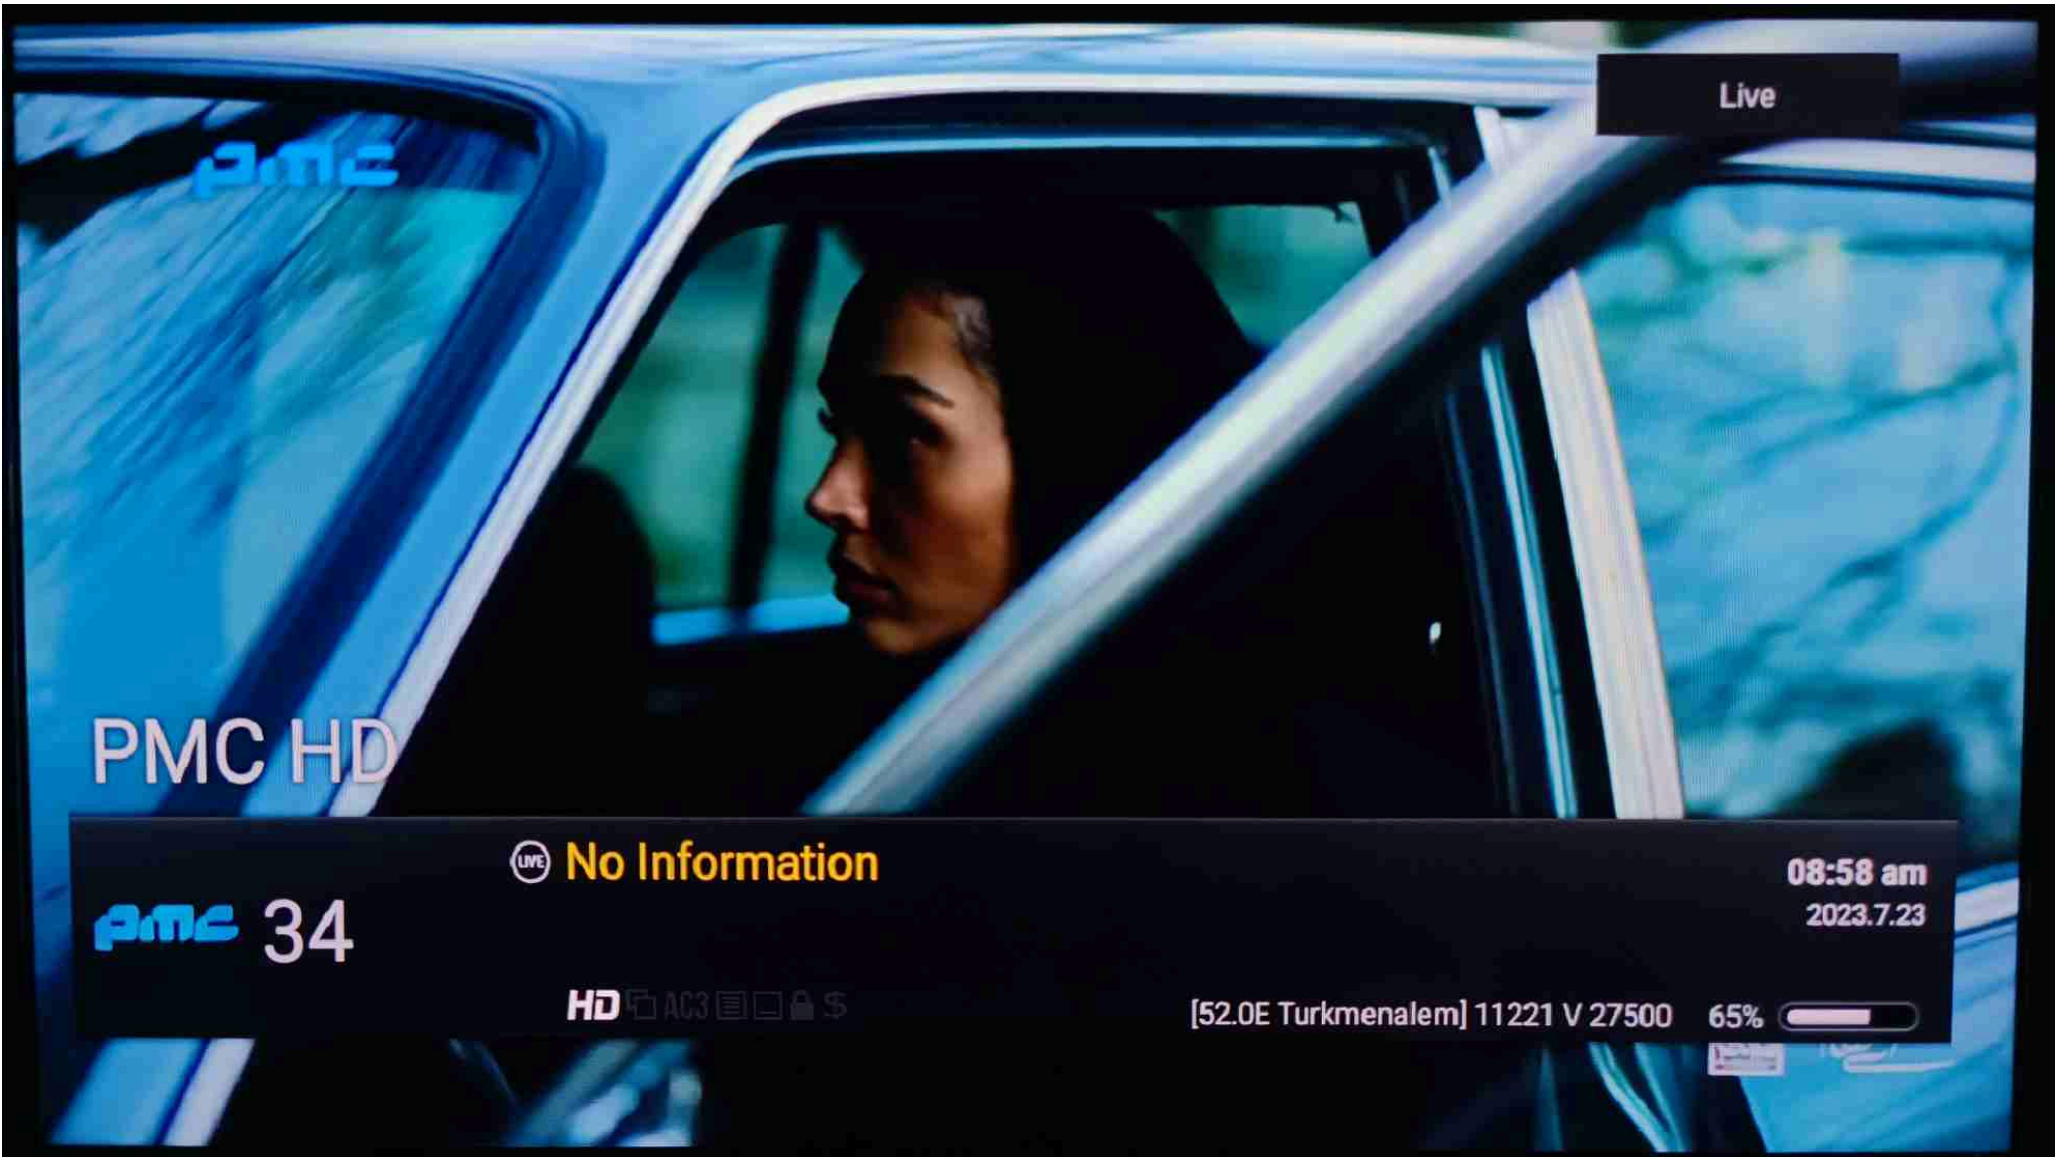 Live
pmc
PMC HD
LIVE No Information
08:58 am
2023.7.23
pmc 34
HD AC3 $
[52.0E Turkmenalem] 11221 V 27500 65%